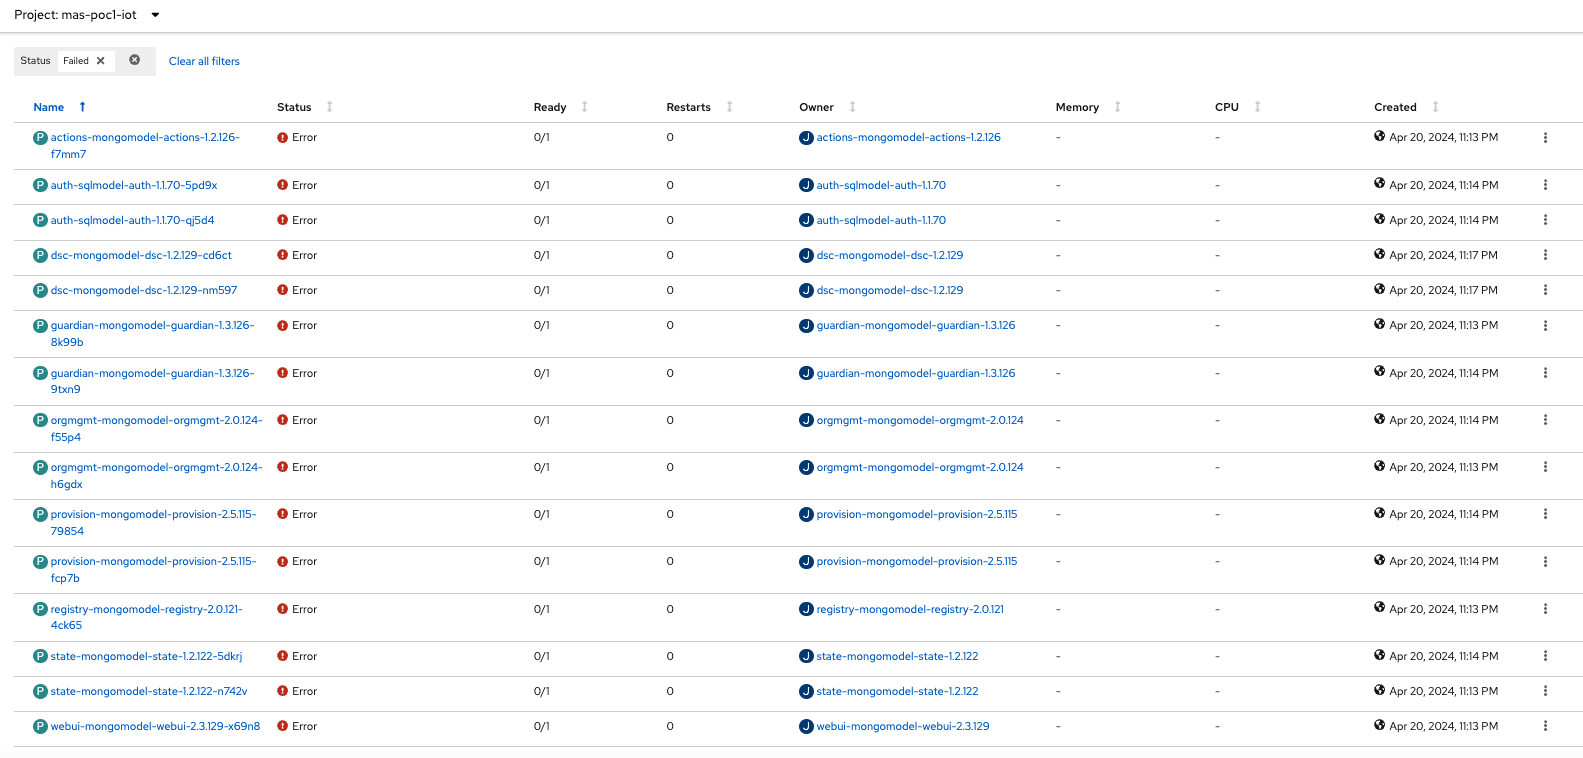 Project: mas-poc1-iot
Status Failed
Clear all filters
Name Status Ready Restarts Owner Memory CPU Created
P actions-mongomodel-actions-1.2.126- Error 0/1 0 J actions-mongomodel-actions-1.2.126 - - Apr 20, 2024, 11:13 PM
f7mm7
P auth-sqlmodel-auth-1.1.70-5pd9x Error 0/1 0 J auth-sqlmodel-auth-1.1.70 - - Apr 20, 2024, 11:14 PM
P auth-sqlmodel-auth-1.1.70-qj5d4 Error 0/1 0 J auth-sqlmodel-auth-1.1.70 - - Apr 20, 2024, 11:14 PM
P dsc-mongomodel-dsc-1.2.129-cd6ct Error 0/1 0 J dsc-mongomodel-dsc-1.2.129 - - Apr 20, 2024, 11:17 PM
P dsc-mongomodel-dsc-1.2.129-nm597 Error 0/1 0 J dsc-mongomodel-dsc-1.2.129 - - Apr 20, 2024, 11:17 PM
P guardian-mongomodel-guardian-1.3.126- Error 0/1 0 J guardian-mongomodel-guardian-1.3.126 - - Apr 20, 2024, 11:13 PM
8k99b
P guardian-mongomodel-guardian-1.3.126- Error 0/1 0 J guardian-mongomodel-guardian-1.3.126 - - Apr 20, 2024, 11:14 PM
9txn9
P orgmgmt-mongomodel-orgmgmt-2.0.124- Error 0/1 0 J orgmgmt-mongomodel-orgmgmt-2.0.124 - - Apr 20, 2024, 11:14 PM
f55p4
P orgmgmt-mongomodel-orgmgmt-2.0.124- Error 0/1 0 J orgmgmt-mongomodel-orgmgmt-2.0.124 - - Apr 20, 2024, 11:13 PM
h6gdx
P provision-mongomodel-provision-2.5.115- Error 0/1 0 J provision-mongomodel-provision-2.5.115 - - Apr 20, 2024, 11:14 PM
79854
P provision-mongomodel-provision-2.5.115- Error 0/1 0 J provision-mongomodel-provision-2.5.115 - - Apr 20, 2024, 11:14 PM
fcp7b
P registry-mongomodel-registry-2.0.121- Error 0/1 0 J registry-mongomodel-registry-2.0.121 - - Apr 20, 2024, 11:13 PM
4ck65
P state-mongomodel-state-1.2.122-5dkrj Error 0/1 0 J state-mongomodel-state-1.2.122 - - Apr 20, 2024, 11:14 PM
P state-mongomodel-state-1.2.122-n742v Error 0/1 0 J state-mongomodel-state-1.2.122 - - Apr 20, 2024, 11:13 PM
P webui-mongomodel-webui-2.3.129-x69n8 Error 0/1 0 J webui-mongomodel-webui-2.3.129 - - Apr 20, 2024, 11:13 PM